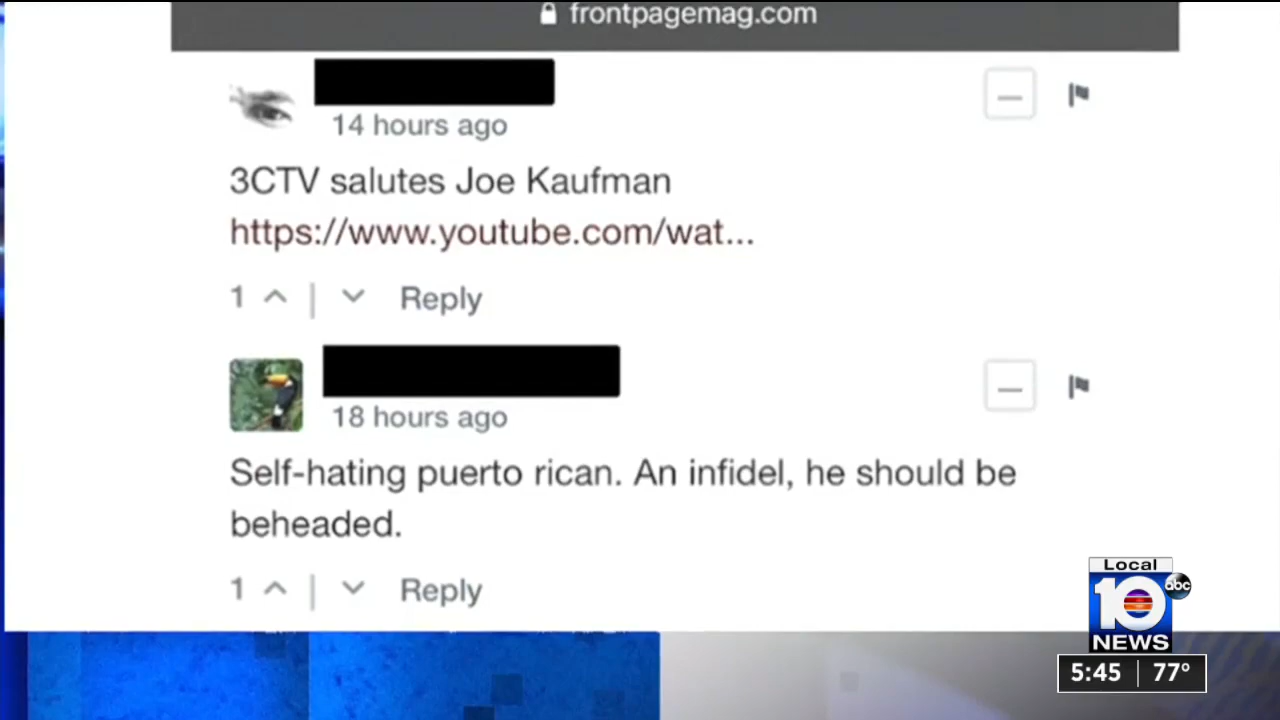 frontpagemag.com
14 hours ago
3CTV salutes Joe Kaufman
https://www.youtube.com/wat...
1 | Reply
18 hours ago
Self-hating puerto rican. An infidel, he should be
beheaded.
1 | Reply
Local
10
abc
NEWS
5:45 | 77°